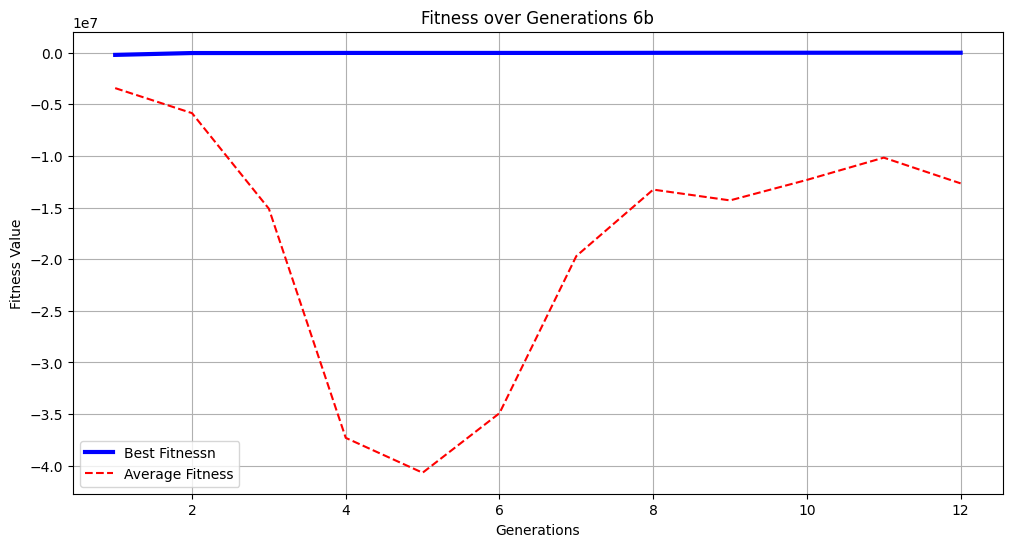 Fitness over Generations 6b
1e7
0.0
−0.5
−1.0
−1.5
−2.0
−2.5
−3.0
−3.5
−4.0
Fitness Value
Best Fitnessn
Average Fitness
2 4 6 8 10 12
Generations